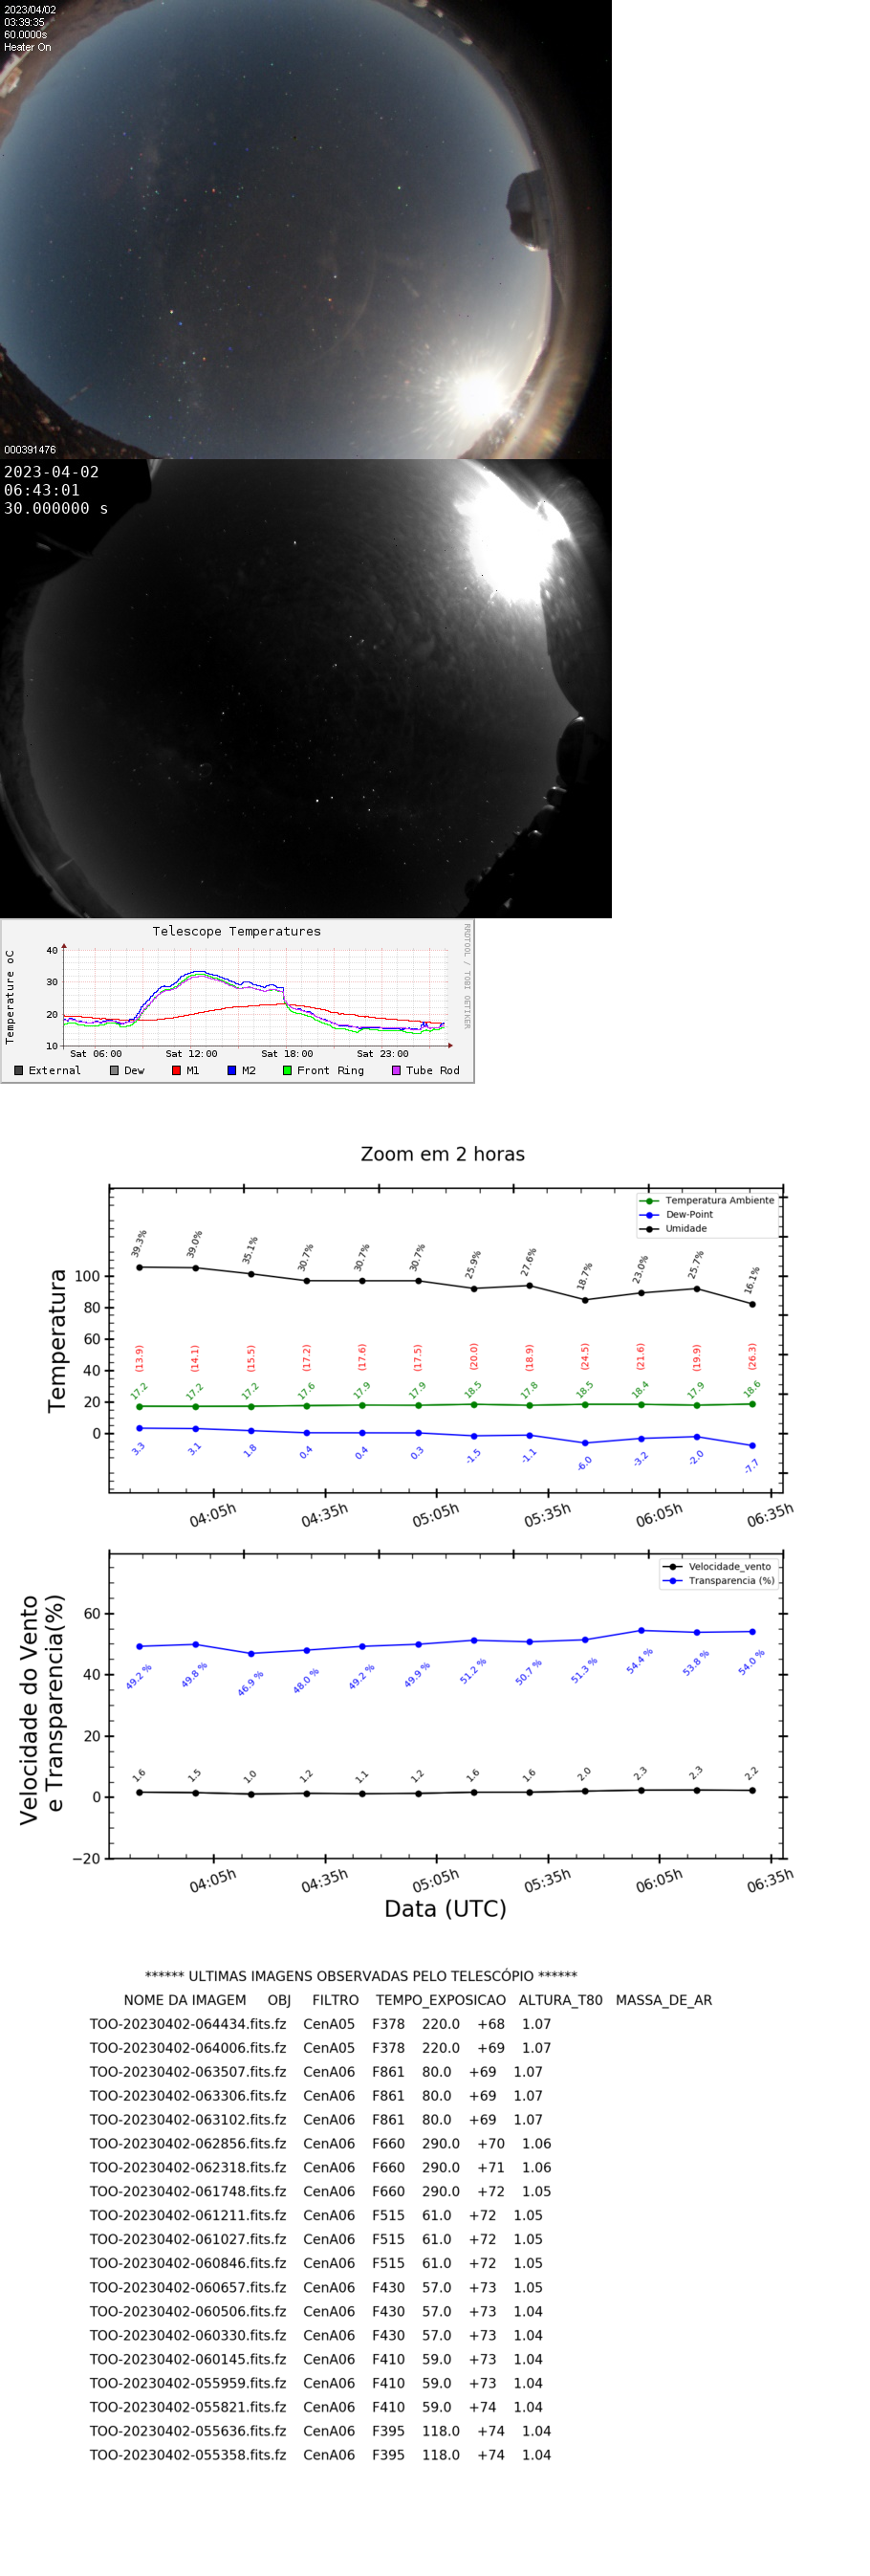 2023/04/02
03:39:35
60.0000s
Heater On
000391476
2023-04-02
06:43:01
30.000000 s
Telescope Temperatures
RRDTOOL / TOBI OETIKER
Temperature oC
40
30
20
10
Sat 06:00 Sat 12:00 Sat 18:00 Sat 23:00
External Dew M1 M2 Front Ring Tube Rod
Zoom em 2 horas
Temperatura Ambiente
Dew-Point
Umidade
Temperatura
100
80
60
40
20
0
39.3% 39.0% 35.1% 30.7% 30.7% 30.7% 25.9% 27.6% 18.7% 23.0% 25.7% 16.1%
(13.9) (14.1) (15.5) (17.2) (17.6) (17.5) (20.0) (18.9) (24.5) (21.6) (19.9) (26.3)
17.2 17.2 17.2 17.6 17.9 17.9 18.5 17.8 18.5 18.4 17.9 18.6
3.3 3.1 1.8 0.4 0.4 0.3 -1.5 -1.1 -6.0 -3.2 -2.0 -7.7
04:05h 04:35h 05:05h 05:35h 06:05h 06:35h
Velocidade_vento
Transparencia (%)
Velocidade do Vento
e Transparencia(%)
60
40
20
0
−20
49.2 % 49.8 % 46.9 % 48.0 % 49.2 % 49.9 % 51.2 % 50.7 % 51.3 % 54.4 % 53.8 % 54.0 %
1.6 1.5 1.0 1.2 1.1 1.2 1.6 1.6 2.0 2.3 2.3 2.2
04:05h 04:35h 05:05h 05:35h 06:05h 06:35h
Data (UTC)
****** ULTIMAS IMAGENS OBSERVADAS PELO TELESCÓPIO ******
NOME DA IMAGEM OBJ FILTRO TEMPO_EXPOSICAO ALTURA_T80 MASSA_DE_AR
TOO-20230402-064434.fits.fz CenA05 F378 220.0 +68 1.07
TOO-20230402-064006.fits.fz CenA05 F378 220.0 +69 1.07
TOO-20230402-063507.fits.fz CenA06 F861 80.0 +69 1.07
TOO-20230402-063306.fits.fz CenA06 F861 80.0 +69 1.07
TOO-20230402-063102.fits.fz CenA06 F861 80.0 +69 1.07
TOO-20230402-062856.fits.fz CenA06 F660 290.0 +70 1.06
TOO-20230402-062318.fits.fz CenA06 F660 290.0 +71 1.06
TOO-20230402-061748.fits.fz CenA06 F660 290.0 +72 1.05
TOO-20230402-061211.fits.fz CenA06 F515 61.0 +72 1.05
TOO-20230402-061027.fits.fz CenA06 F515 61.0 +72 1.05
TOO-20230402-060846.fits.fz CenA06 F515 61.0 +72 1.05
TOO-20230402-060657.fits.fz CenA06 F430 57.0 +73 1.05
TOO-20230402-060506.fits.fz CenA06 F430 57.0 +73 1.04
TOO-20230402-060330.fits.fz CenA06 F430 57.0 +73 1.04
TOO-20230402-060145.fits.fz CenA06 F410 59.0 +73 1.04
TOO-20230402-055959.fits.fz CenA06 F410 59.0 +73 1.04
TOO-20230402-055821.fits.fz CenA06 F410 59.0 +74 1.04
TOO-20230402-055636.fits.fz CenA06 F395 118.0 +74 1.04
TOO-20230402-055358.fits.fz CenA06 F395 118.0 +74 1.04